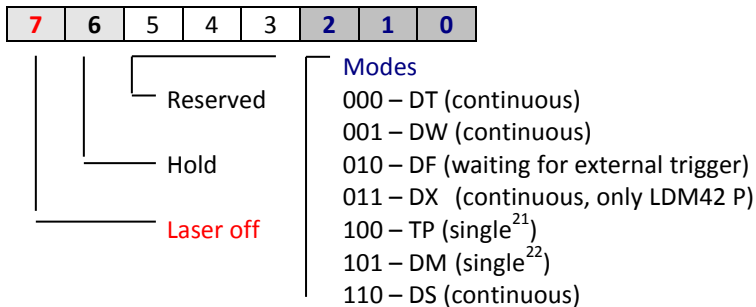 7 6 5 4 3 2 1 0
Modes
Reserved
000 – DT (continuous)
001 – DW (continuous)
Hold
010 – DF (waiting for external trigger)
011 – DX (continuous, only LDM42 P)
Laser off
100 – TP (single21)
101 – DM (single22)
110 – DS (continuous)